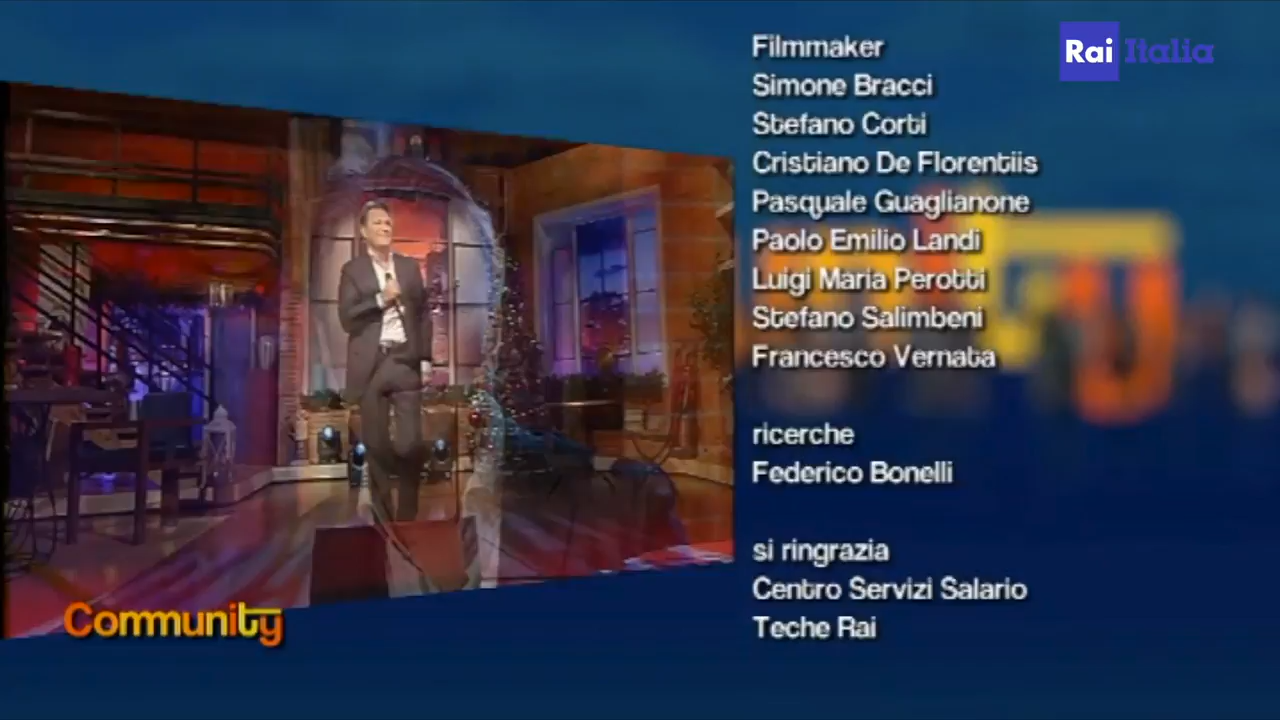 Rai Italia
Filmmaker
Simone Bracci
Stefano Corti
Cristiano De Florentiis
Pasquale Guaglianone
Paolo Emilio Landi
Luigi Maria Perotti
Stefano Salimbeni
Francesco Vernata
ricerche
Federico Bonelli
si ringrazia
Centro Servizi Salario
Teche Rai
Community